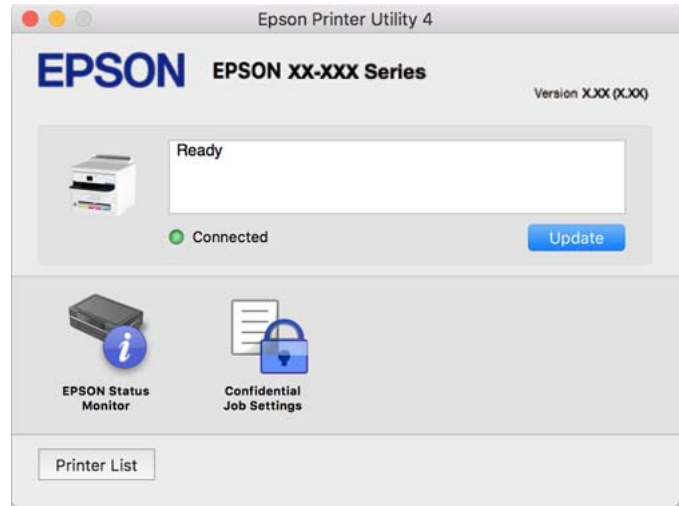 Epson Printer Utility 4
EPSON
EPSON XX-XXX Series
Version X.XX (X.XX)
Ready
Connected
Update
EPSON Status
Monitor
Confidential
Job Settings
Printer List